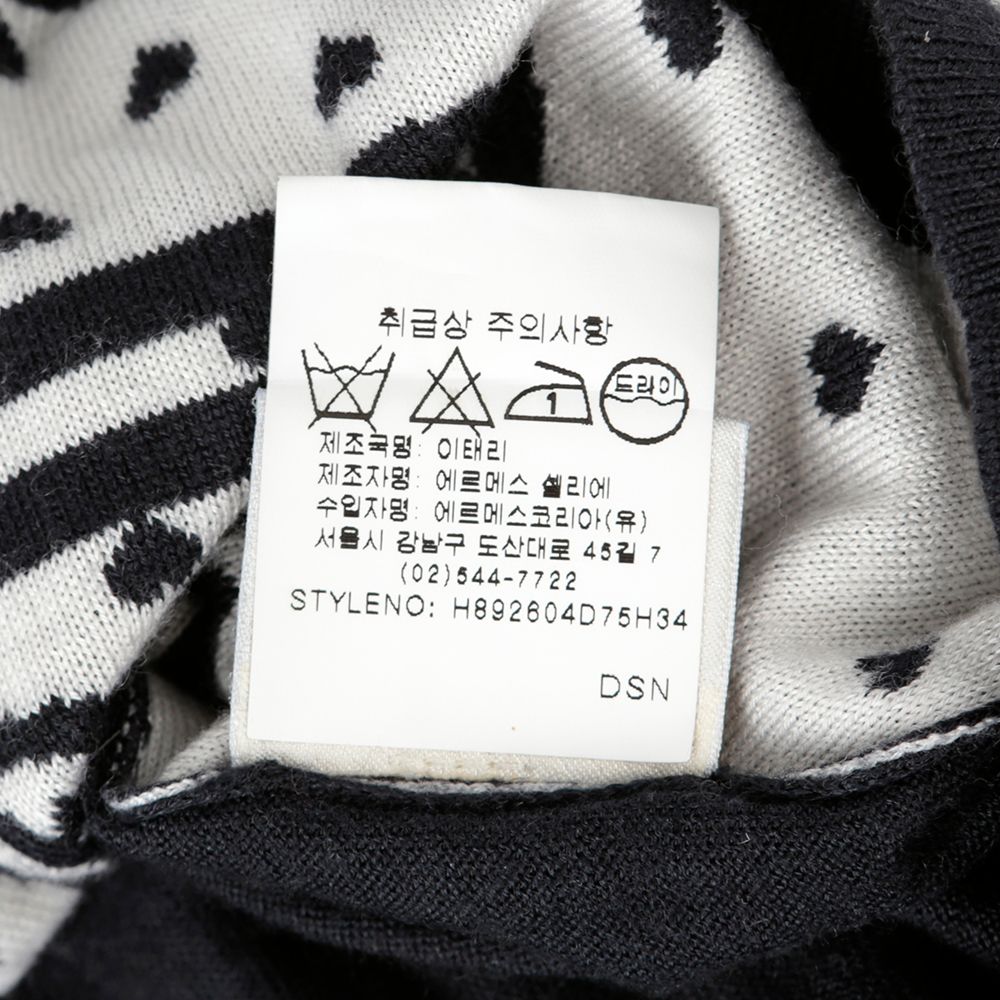 취급상 주의사항
1 드라이
제조국명: 이태리
제조자명: 에르메스 셀리에
수입자명: 에르메스코리아(유)
서울시 강남구 도산대로 45길 7
(02)544-7722
STYLENO: H892604D75H34
DSN